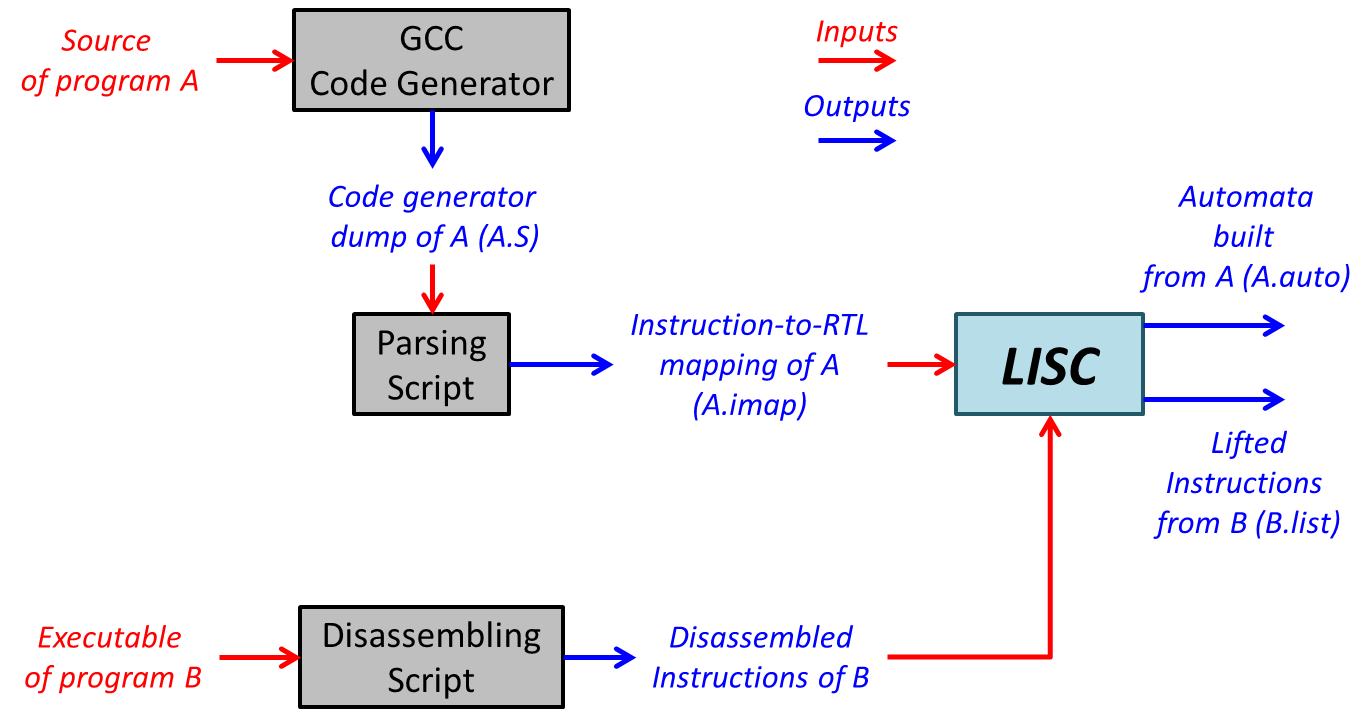 Source
of program A
GCC
Code Generator
Inputs
Outputs
Code generator
dump of A (A.S)
Automata
built
from A (A.auto)
Parsing
Script
Instruction-to-RTL
mapping of A
(A.imap)
LISC
Lifted
Instructions
from B (B.list)
Executable
of program B
Disassembling
Script
Disassembled
Instructions of B